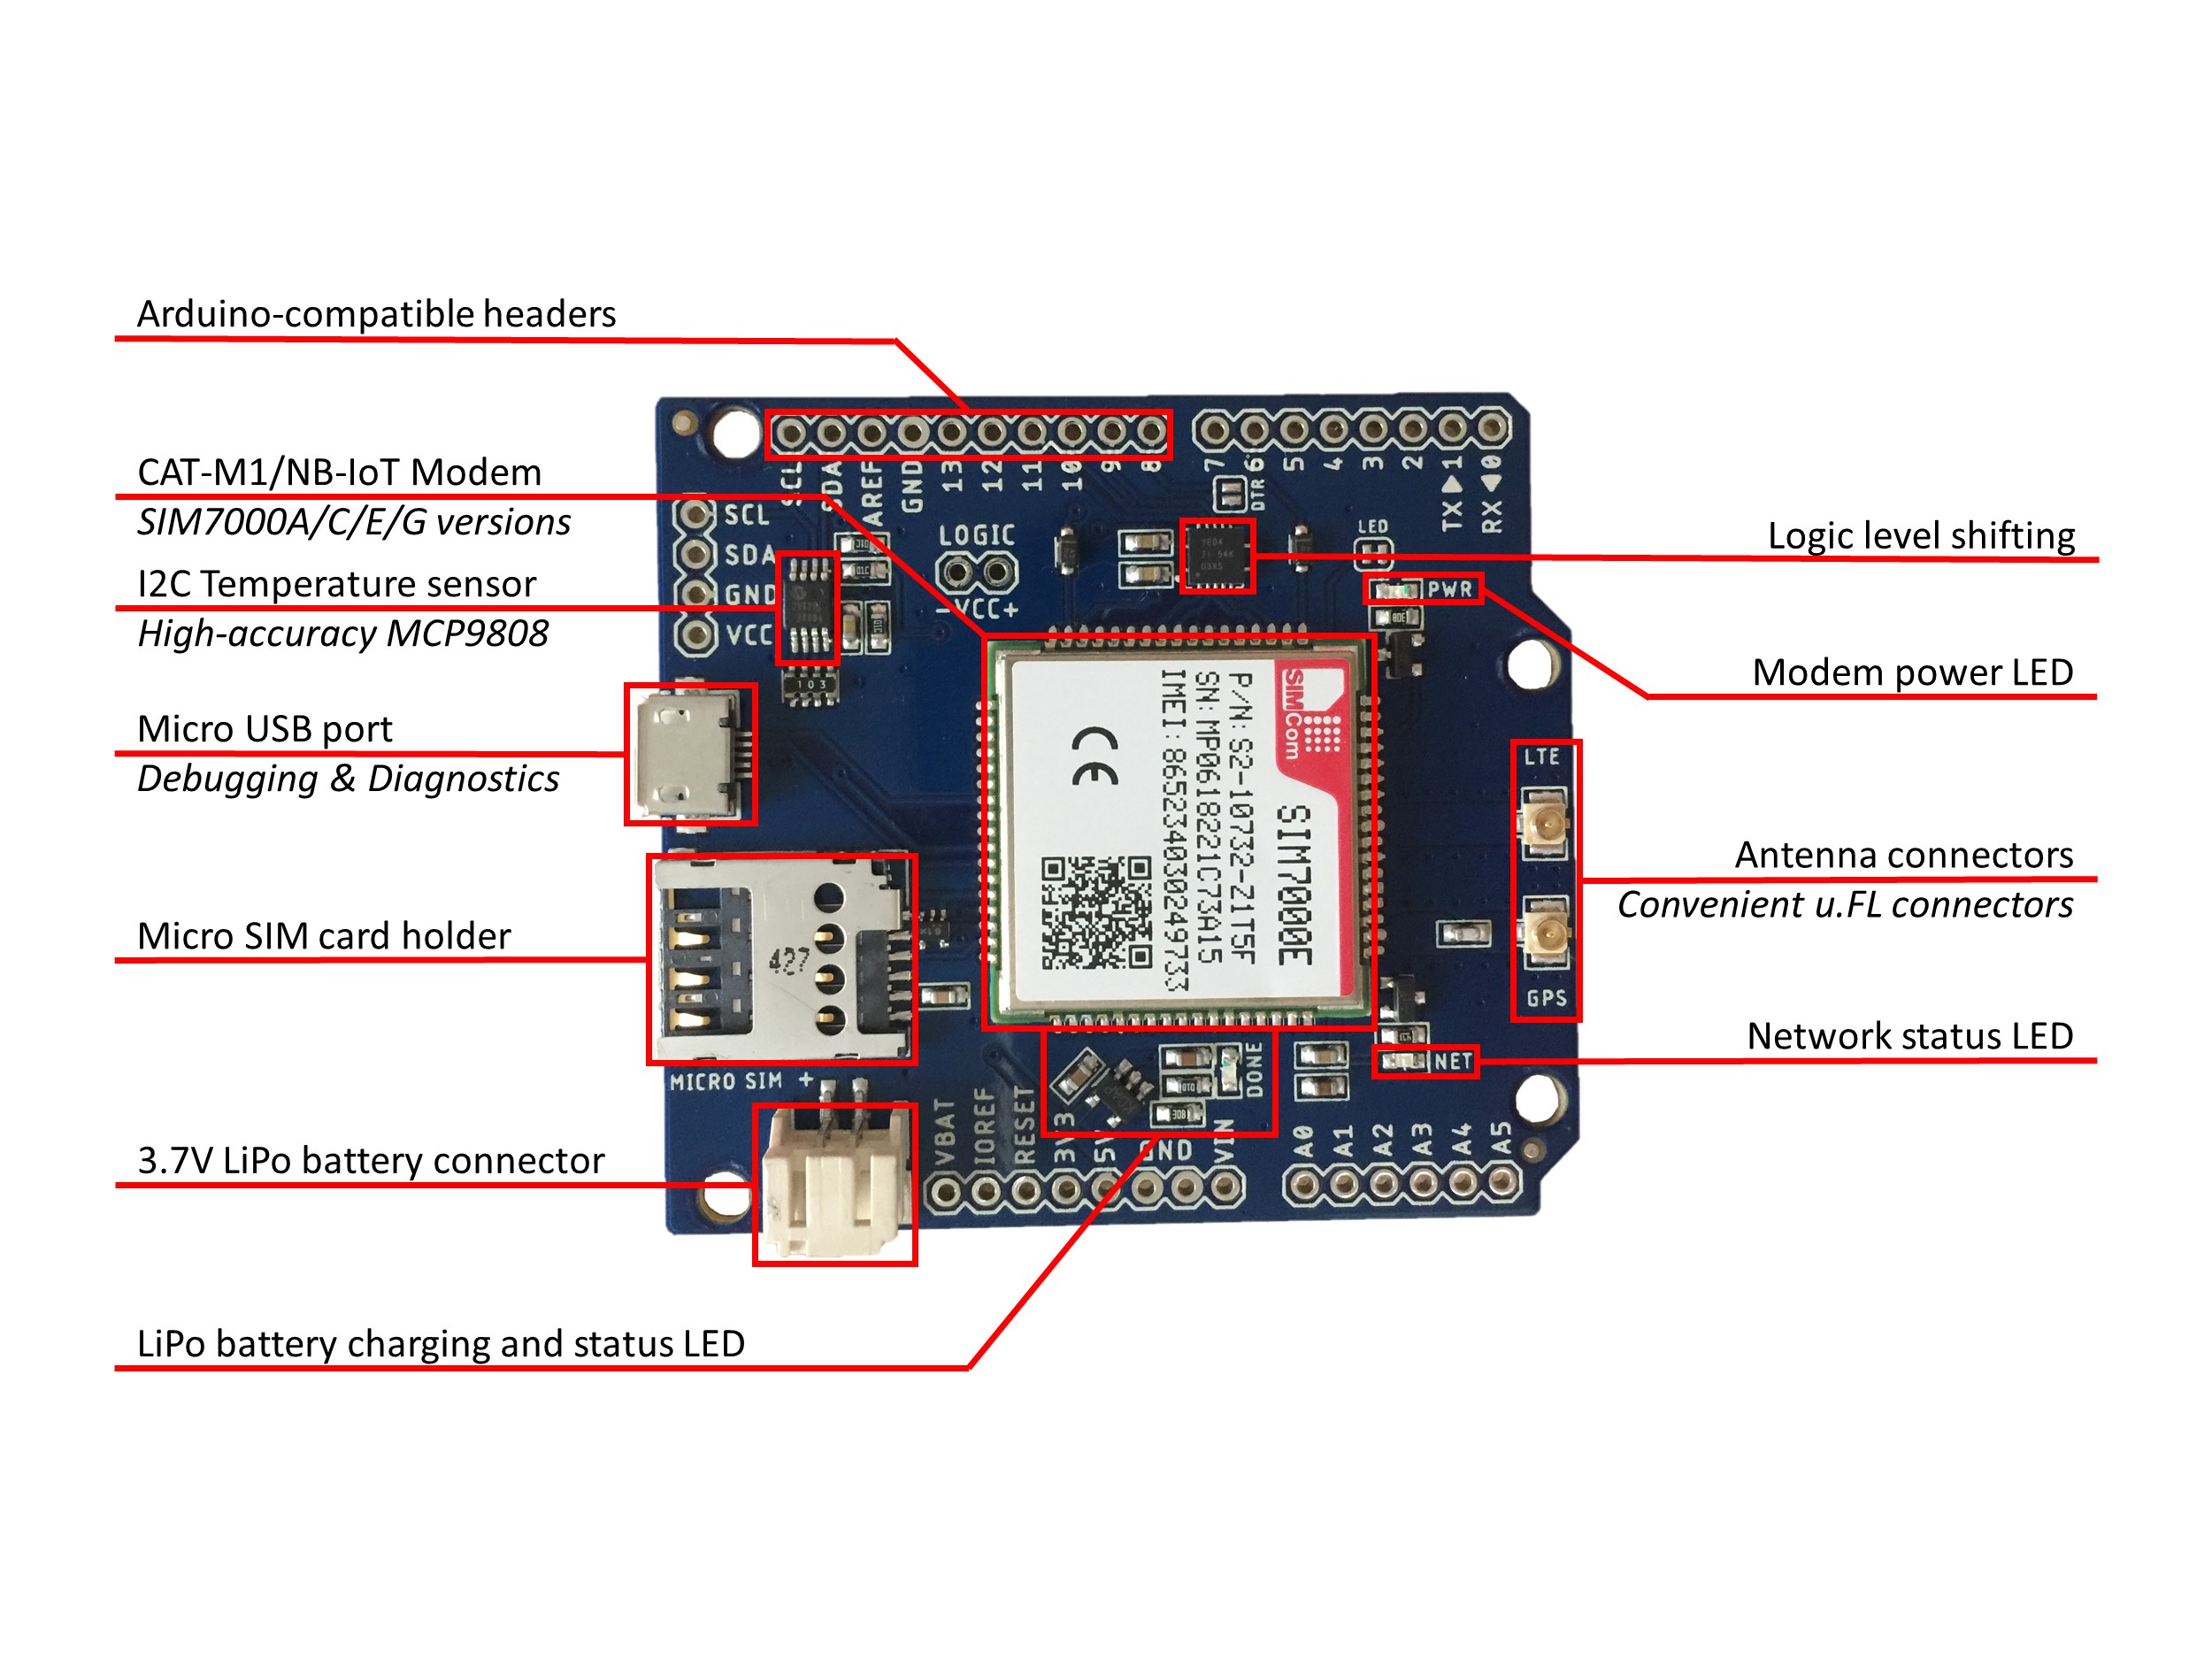 Arduino-compatible headers
CAT-M1/NB-IoT Modem
SIM7000A/C/E/G versions
I2C Temperature sensor
High-accuracy MCP9808
Micro USB port
Debugging & Diagnostics
Micro SIM card holder
3.7V LiPo battery connector
LiPo battery charging and status LED
Logic level shifting
Modem power LED
Antenna connectors
Convenient u.FL connectors
Network status LED
SCL SDA AREF GND 13 12 11 10 9 8
7 6 5 4 3 2 TX▶1 RX◀0
DTR
SCL
SDA
GND
VCC
LOGIC
-VCC+
LED
PWR
103
SIMCom
SIM7000E
P/N:S2-10732-Z1T5F
SN:MP0618221C73A15
IMEI:865234030249733
CE
LTE
GPS
NET
427
MICRO SIM +
DONE
VBAT IOREF RESET 3V3 5V GND VIN
A0 A1 A2 A3 A4 A5